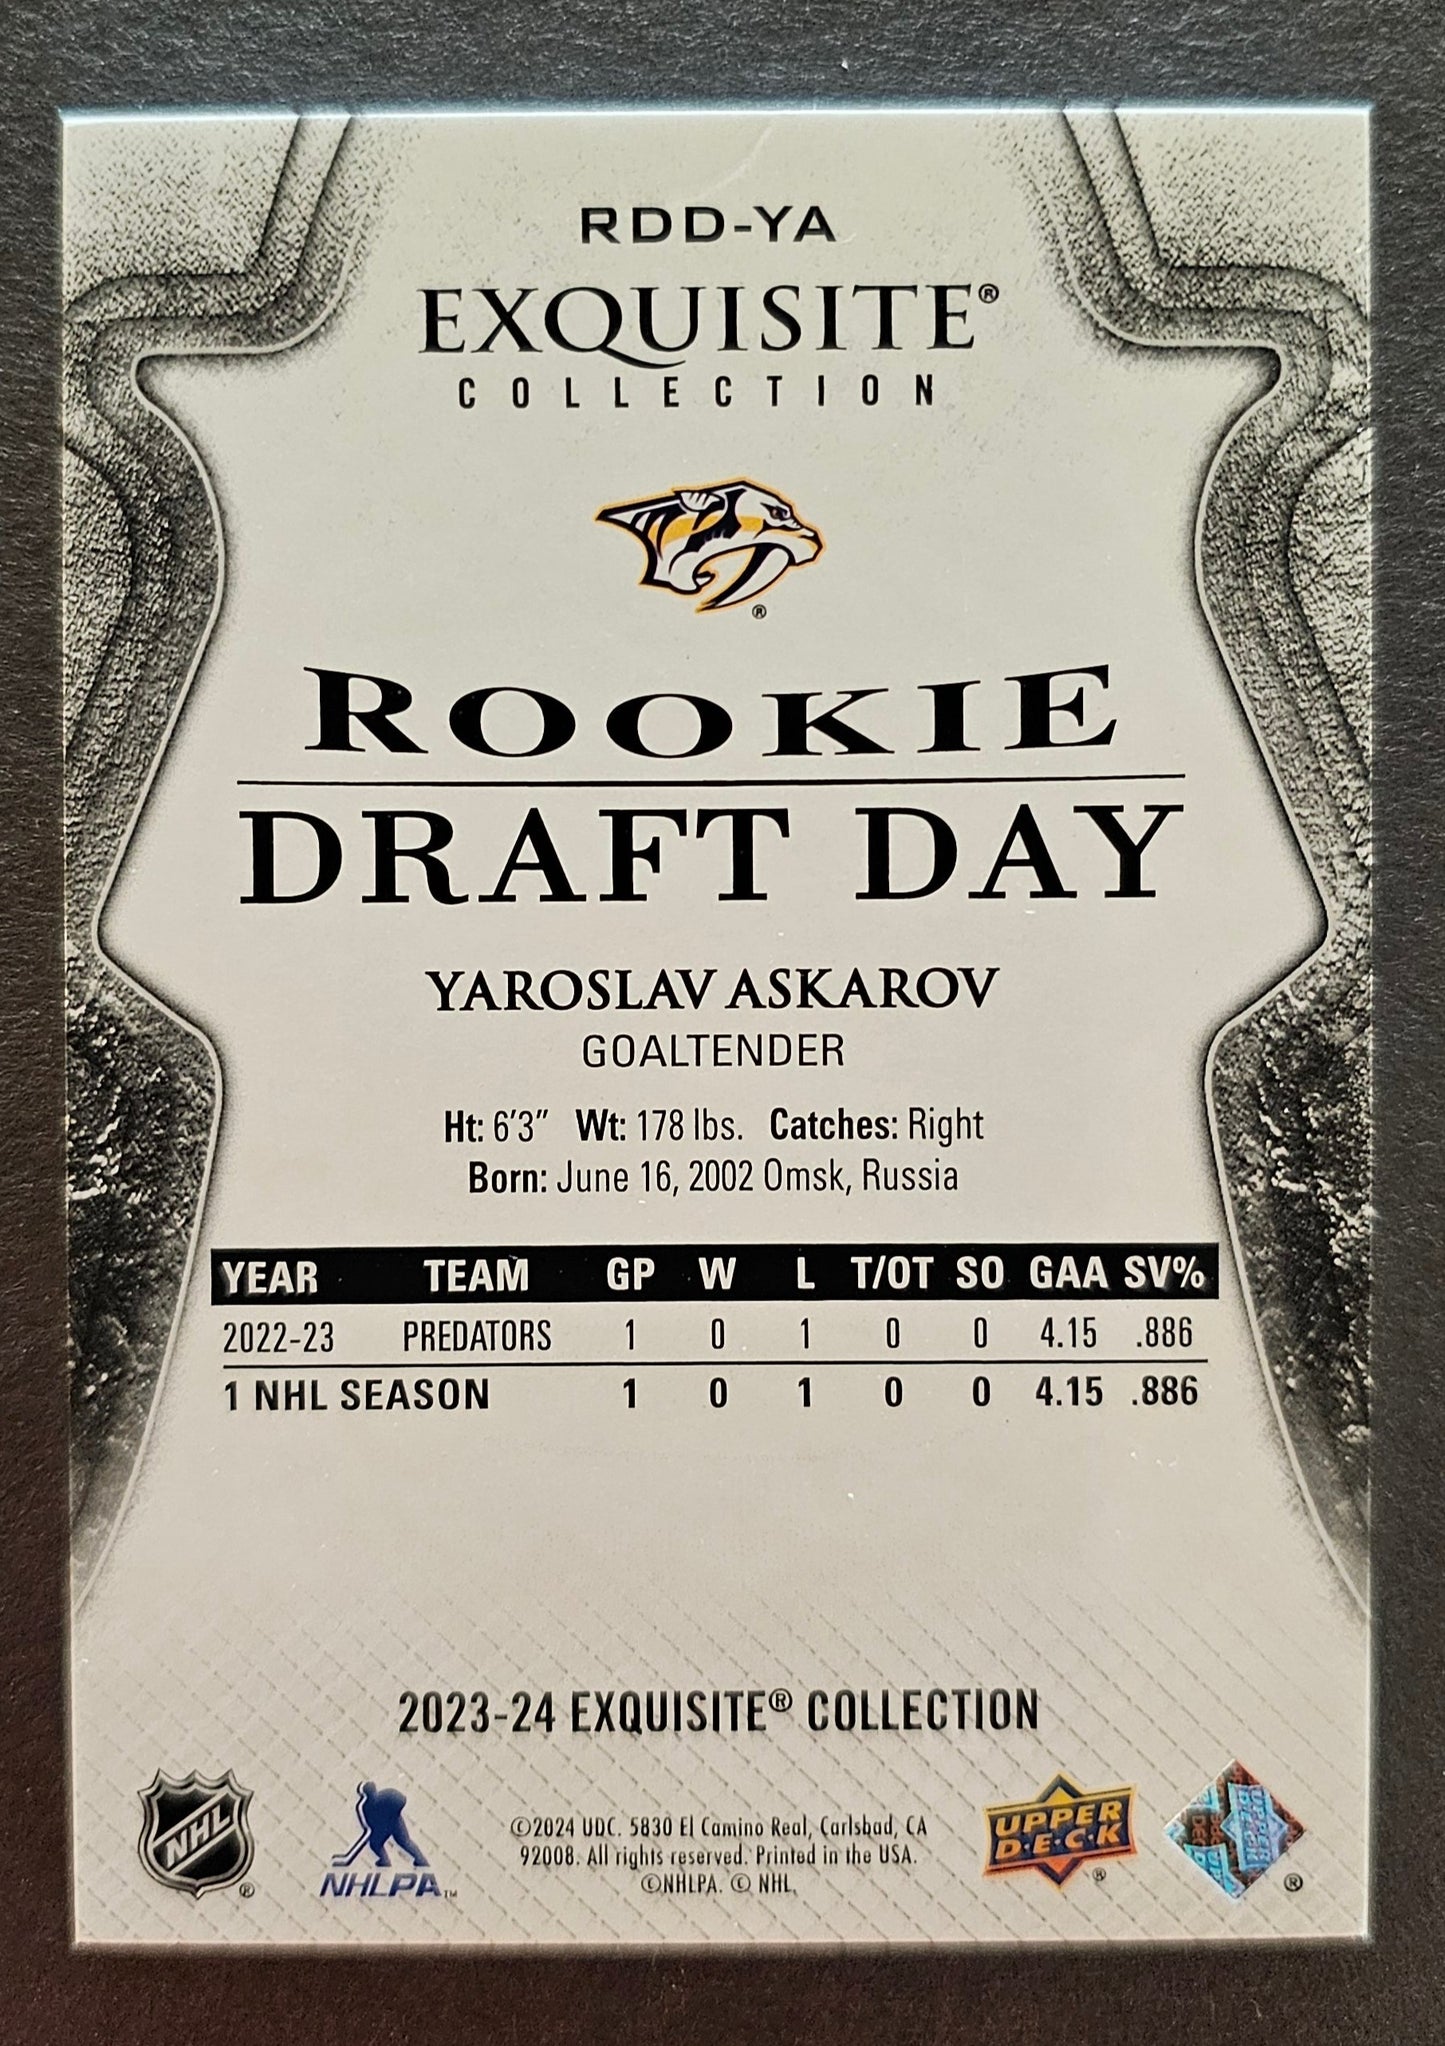 RDD-YA
EXQUISITE®
COLLECTION
®
ROOKIE
DRAFT DAY
YAROSLAV ASKAROV
GOALTENDER
Ht: 6'3" Wt: 178 lbs. Catches: Right
Born: June 16, 2002 Omsk, Russia
YEAR TEAM GP W L T/OT SO GAA SV%
2022-23 PREDATORS 1 0 1 0 0 4.15 .886
1 NHL SEASON 1 0 1 0 0 4.15 .886
2023-24 EXQUISITE® COLLECTION
NHL ®
NHLPA™
©2024 UDC. 5830 El Camino Real, Carlsbad, CA
92008. All rights reserved. Printed in the USA.
©NHLPA. © NHL.
UPPER
D·E·C·K ®
UPPER ®